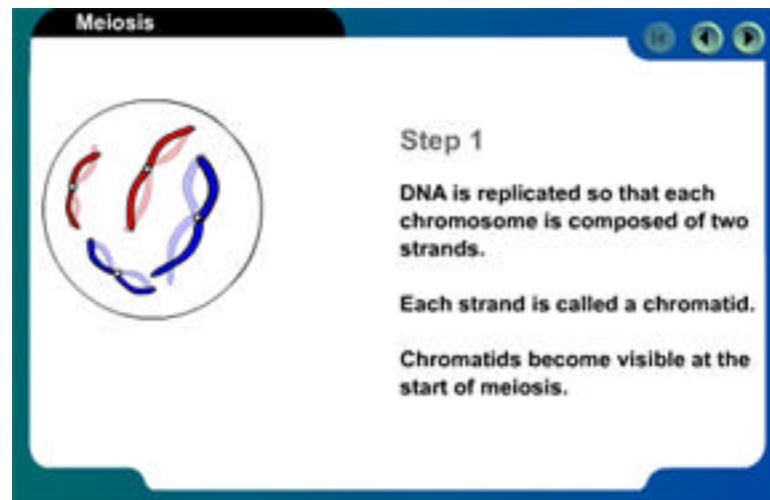 Meiosis
Step 1
DNA is replicated so that each
chromosome is composed of two
strands.
Each strand is called a chromatid.
Chromatids become visible at the
start of meiosis.